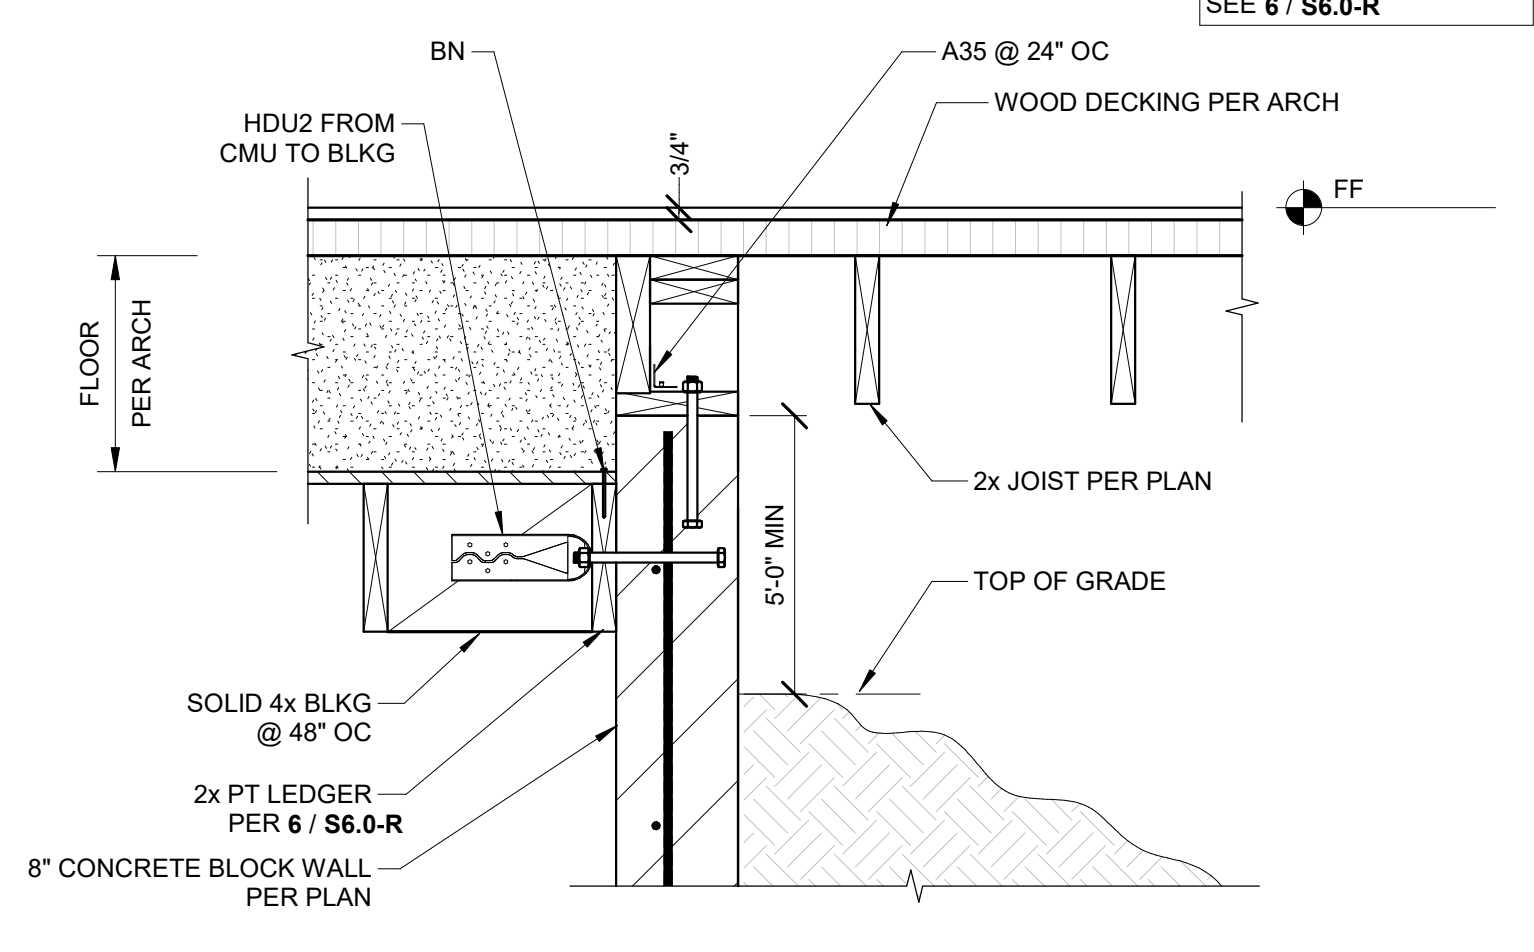 SEE 6 / S6.0-R
BN
A35 @ 24" OC
WOOD DECKING PER ARCH
HDU2 FROM
CMU TO BLKG
3/4"
FF
FLOOR
PER ARCH
2x JOIST PER PLAN
5'-0" MIN
TOP OF GRADE
SOLID 4x BLKG
@ 48" OC
2x PT LEDGER
PER 6 / S6.0-R
8" CONCRETE BLOCK WALL
PER PLAN